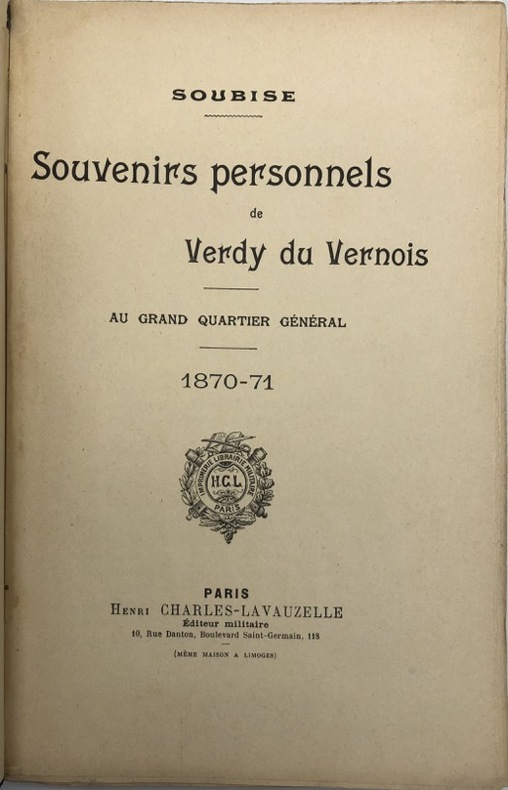 SOUBISE
Souvenirs personnels
de
Verdy du Vernois
AU GRAND QUARTIER GÉNÉRAL
1870-71
IMPRIMERIE LIBRAIRIE MILITAIRE
H.C.L.
PARIS
PARIS
HENRI CHARLES-LAVAUZELLE
Éditeur militaire
10, Rue Danton, Boulevard Saint-Germain, 118
(MÊME MAISON A LIMOGES)